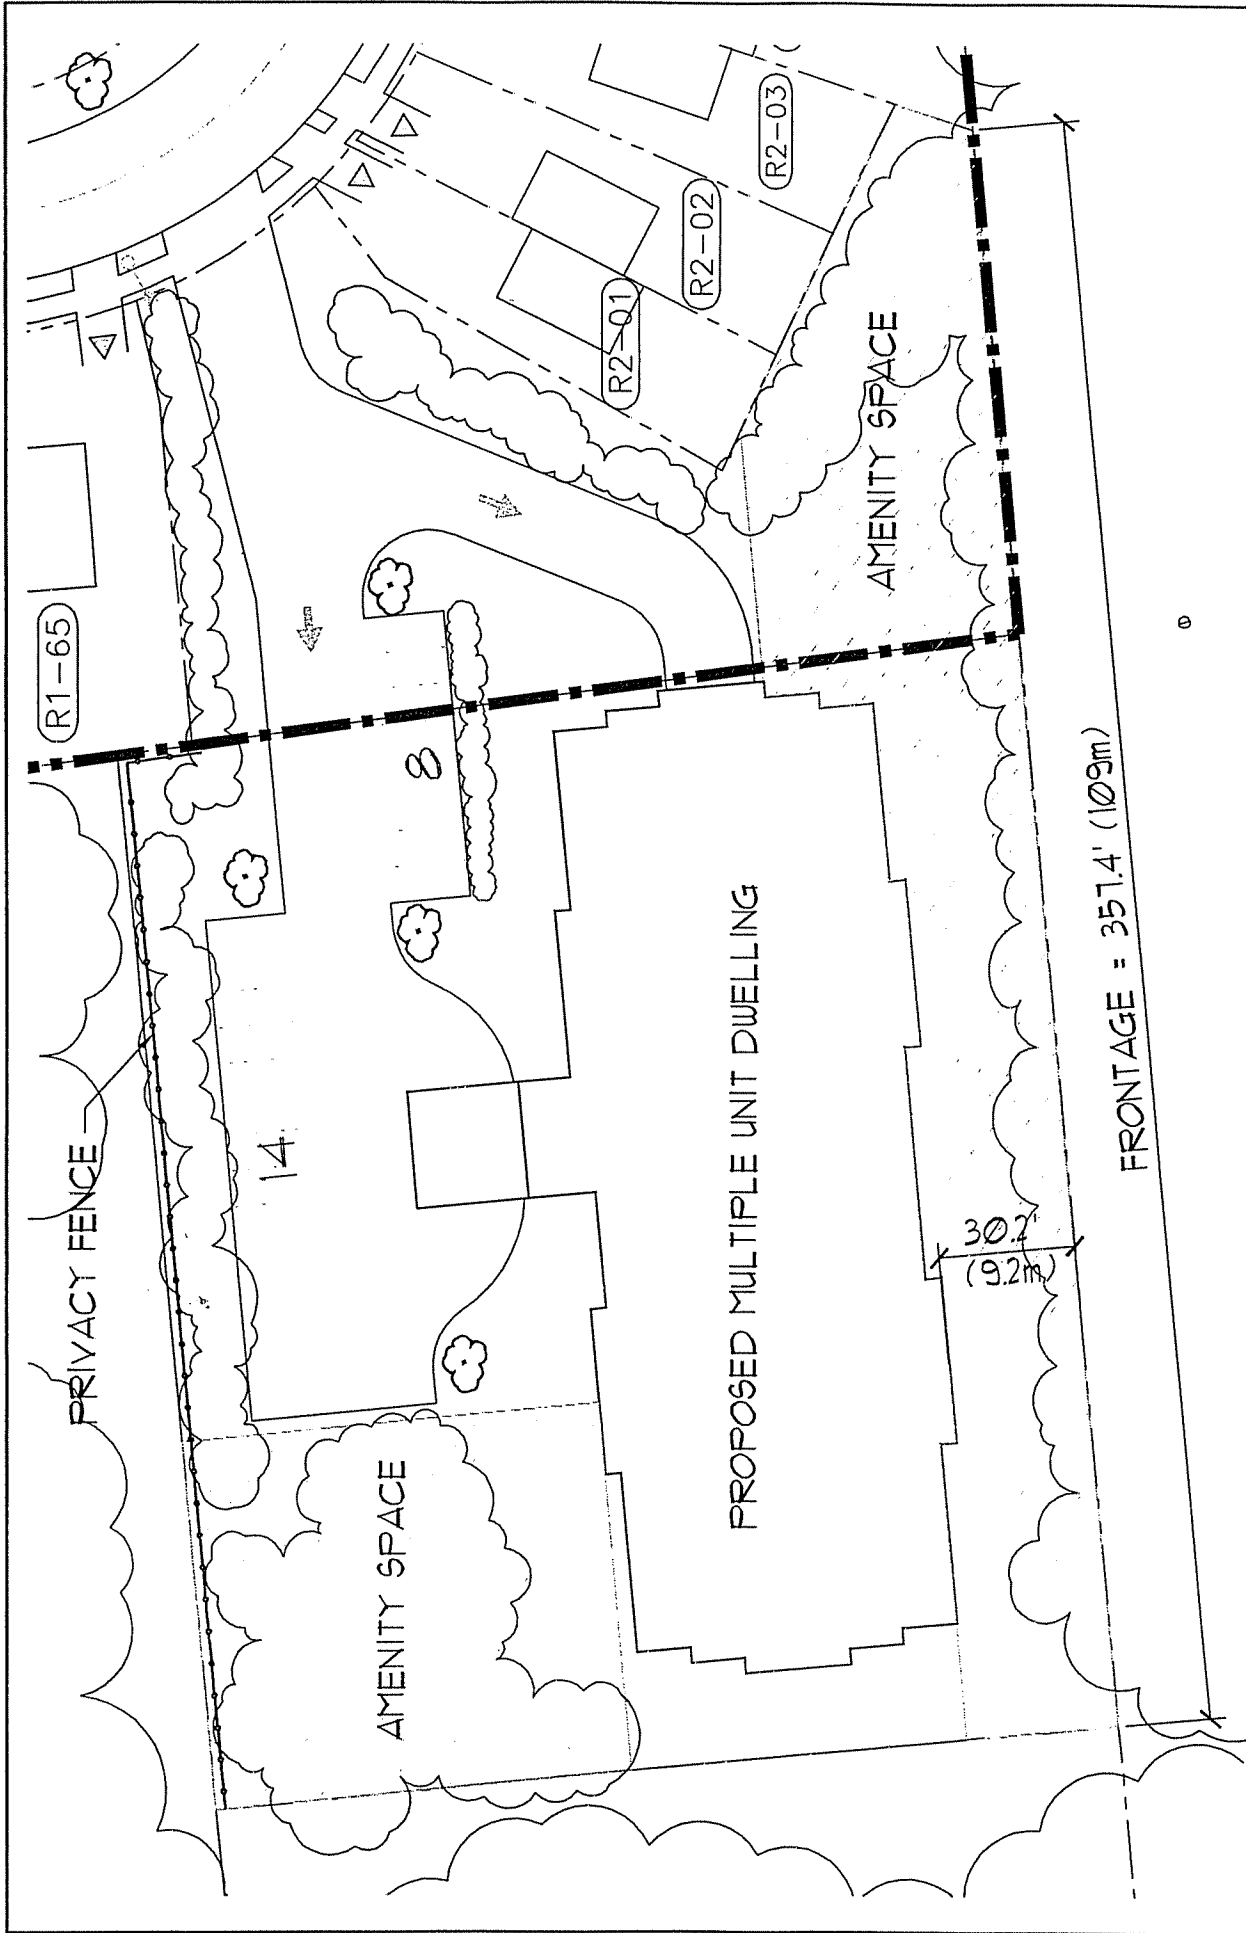 R2-03
R2-02
R2-01
R1-65
AMENITY SPACE
8
PRIVACY FENCE
14
PROPOSED MULTIPLE UNIT DWELLING
30.2'
(9.2m)
FRONTAGE = 357.4' (109m)
AMENITY SPACE